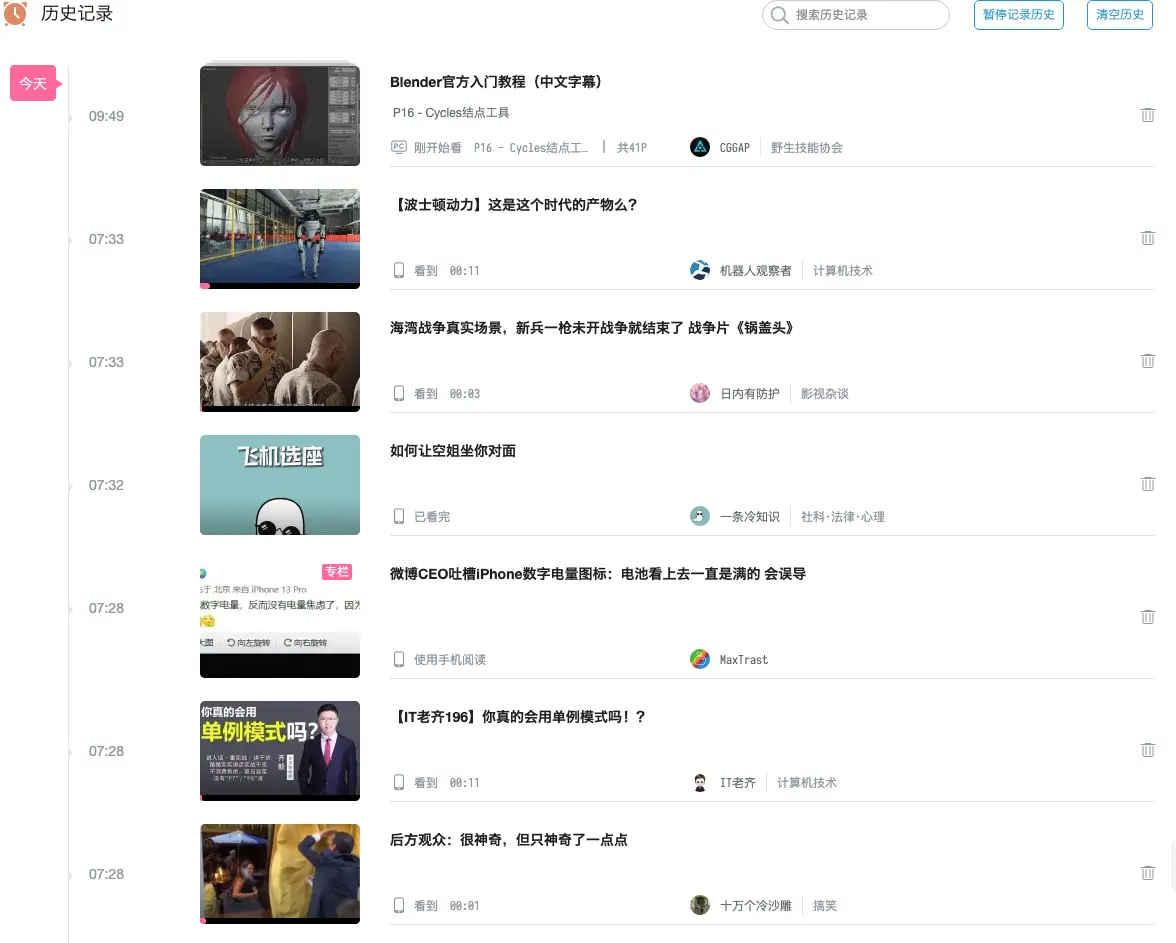 历史记录
搜索历史记录
暂停记录历史
清空历史
今天
09:49
Blender官方入门教程（中文字幕）
P16 - Cycles结点工具
PC 刚开始看 P16 - Cycles结点工… | 共41P
CGGAP
野生技能协会
07:33
【波士顿动力】这是这个时代的产物么？
看到 00:11
机器人观察者
计算机技术
07:33
海湾战争真实场景，新兵一枪未开战争就结束了 战争片《锅盖头》
看到 00:03
日内有防护
影视杂谈
07:32
飞机选座
如何让空姐坐你对面
已看完
一条冷知识
社科·法律·心理
07:28
专栏
北京 来自 iPhone 13 Pro
数字电量，反而没有电量焦虑了，因为
大图 向左旋转 向右旋转
微博CEO吐槽iPhone数字电量图标：电池看上去一直是满的 会误导
使用手机阅读
MaxTrast
07:28
你真的会用
单例模式吗?
【IT老齐196】你真的会用单例模式吗！？
看到 00:11
IT老齐
计算机技术
07:28
后方观众：很神奇，但只神奇了一点点
看到 00:01
十万个冷沙雕
搞笑